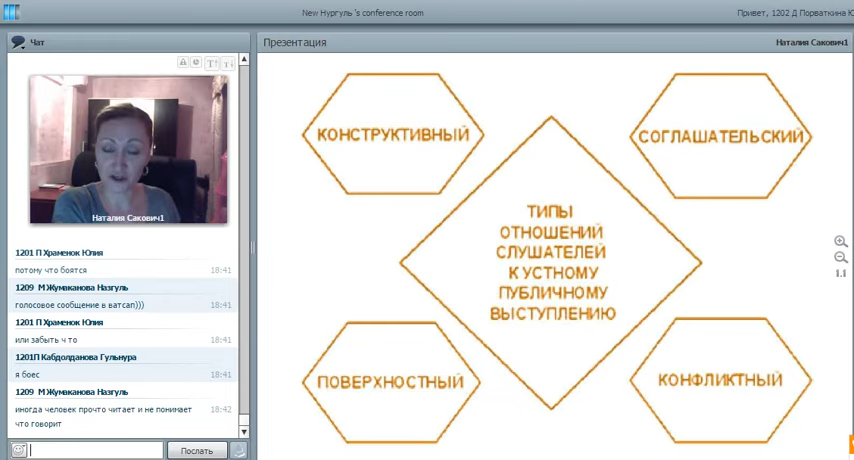 New Нургуль 's conference room
Привет, 1202 Д Порваткина Ю
Чат
Наталия Сакович1
1201 П Храменок Юлия
потому что боятся 18:41
1209 М Жумаканова Назгуль
голосовое сообщение в ватсап))) 18:41
1201 П Храменок Юлия
или забыть ч то 18:41
1201П Кабдолданова Гульнура
я боес 18:41
1209 М Жумаканова Назгуль
иногда человек прочто читает и не понимает 18:42
что говорит
Послать
Презентация
Наталия Сакович1
КОНСТРУКТИВНЫЙ
СОГЛАШАТЕЛЬСКИЙ
ТИПЫ
ОТНОШЕНИЙ
СЛУШАТЕЛЕЙ
К УСТНОМУ
ПУБЛИЧНОМУ
ВЫСТУПЛЕНИЮ
ПОВЕРХНОСТНЫЙ
КОНФЛИКТНЫЙ
1:1